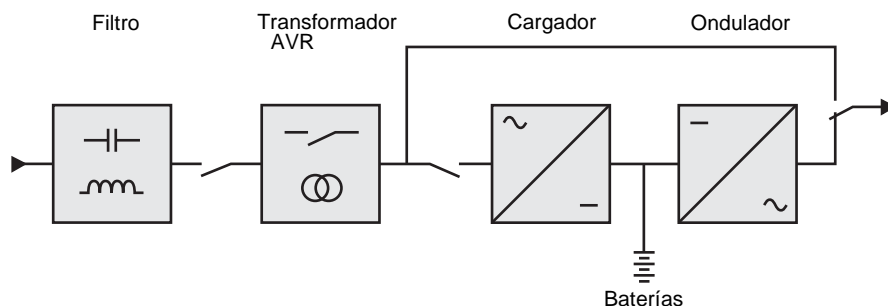 Filtro
Transformador
AVR
Cargador
Ondulador
Baterías